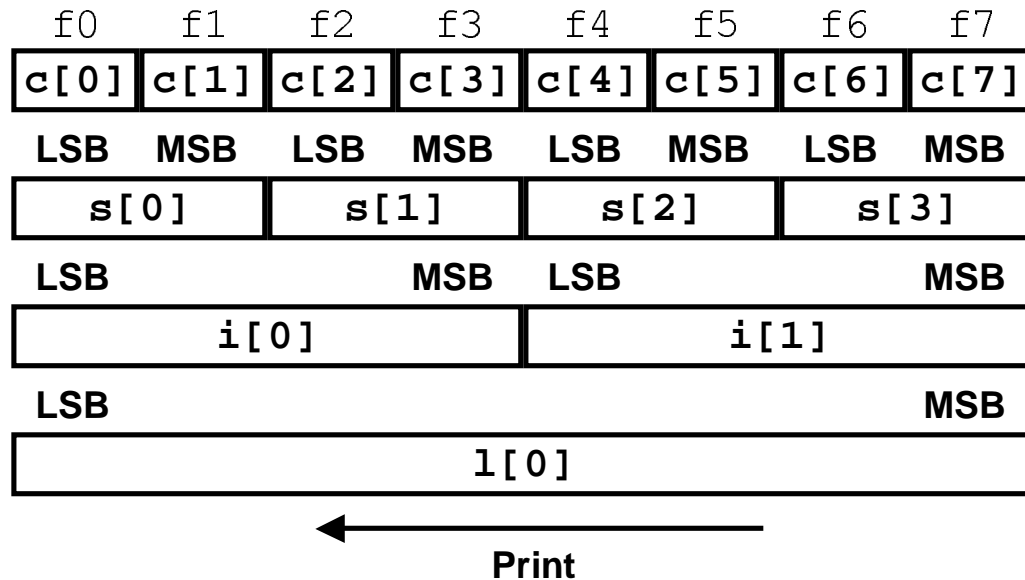 f0 f1 f2 f3 f4 f5 f6 f7
c[0] c[1] c[2] c[3] c[4] c[5] c[6] c[7]
LSB MSB LSB MSB LSB MSB LSB MSB
s[0] s[1] s[2] s[3]
LSB MSB LSB MSB
i[0] i[1]
LSB MSB
l[0]
Print